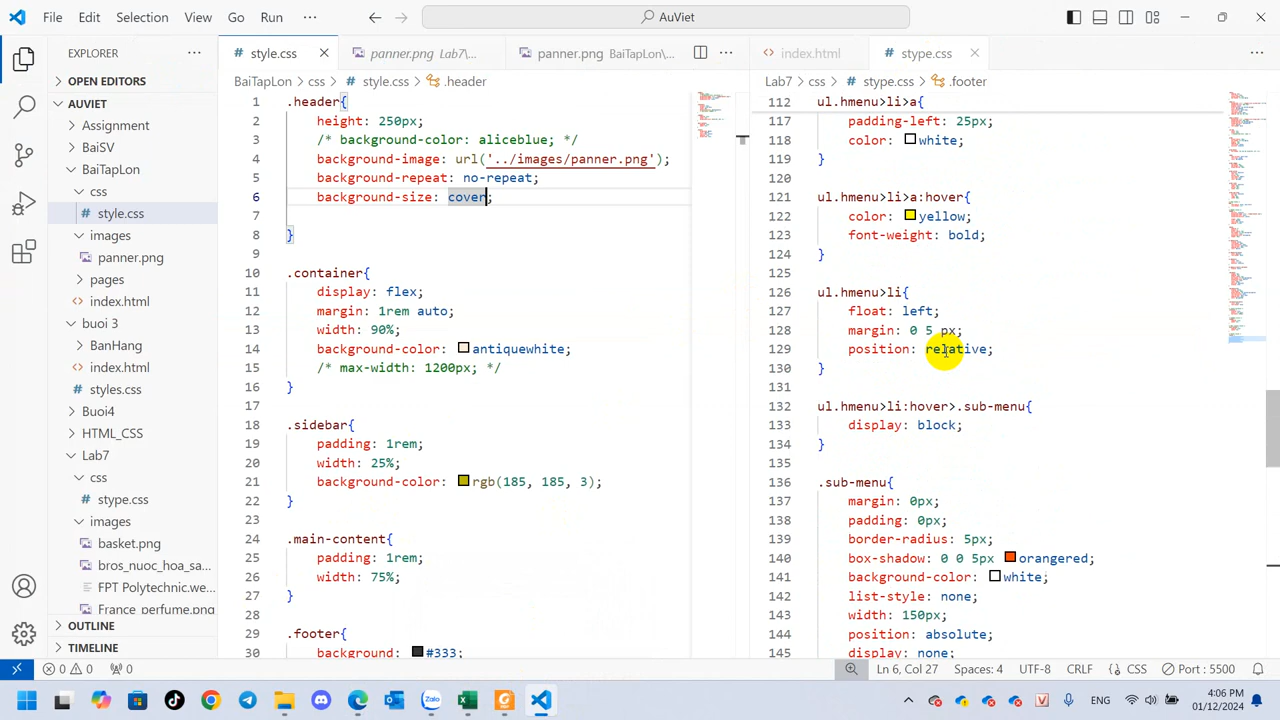 File Edit Selection View Go Run ··· AuViet
EXPLORER
OPEN EDITORS
AUVIET
Assignment
BaiSV
BaiTapLon
css
# style.css
images
panner.png
pages
<> index.html
buoi 3
BanHang
<> index.html
# styles.css
Buoi4
HTML_CSS
Lab7
css
# stype.css
images
basket.png
bros_nuoc_hoa_sa...
FPT Polytechnic.we...
France_perfume.png
OUTLINE
TIMELINE
# style.css panner.png Lab7... panner.png BaiTapLon...
BaiTapLon > css > # style.css > .header
1 .header{
2 height: 250px;
3 /* background-color: aliceblue; */
4 background-image: url('../images/panner.png');
5 background-repeat: no-repeat;
6 background-size: cover;
7
8 }
9
10 .container{
11 display: flex;
12 margin: 1rem auto;
13 width: 90%;
14 background-color: antiquewhite;
15 /* max-width: 1200px; */
16 }
17
18 .sidebar{
19 padding: 1rem;
20 width: 25%;
21 background-color: rgb(185, 185, 3);
22 }
23
24 .main-content{
25 padding: 1rem;
26 width: 75%;
27 }
28
29 .footer{
30 background: #333;
<> index.html # stype.css
Lab7 > css > # stype.css > .footer
112 ul.hmenu>li>a{
117 padding-left: 25px;
118 color: white;
119 }
120
121 ul.hmenu>li>a:hover{
122 color: yellow;
123 font-weight: bold;
124 }
125
126 ul.hmenu>li{
127 float: left;
128 margin: 0 5 px;
129 position: relative;
130 }
131
132 ul.hmenu>li:hover>.sub-menu{
133 display: block;
134 }
135
136 .sub-menu{
137 margin: 0px;
138 padding: 0px;
139 border-radius: 5px;
140 box-shadow: 0 0 5px orangered;
141 background-color: white;
142 list-style: none;
143 width: 150px;
144 position: absolute;
145 display: none;
0 0 0 Ln 6, Col 27 Spaces: 4 UTF-8 CRLF {} CSS Port : 5500
Zalo ENG 4:06 PM
01/12/2024